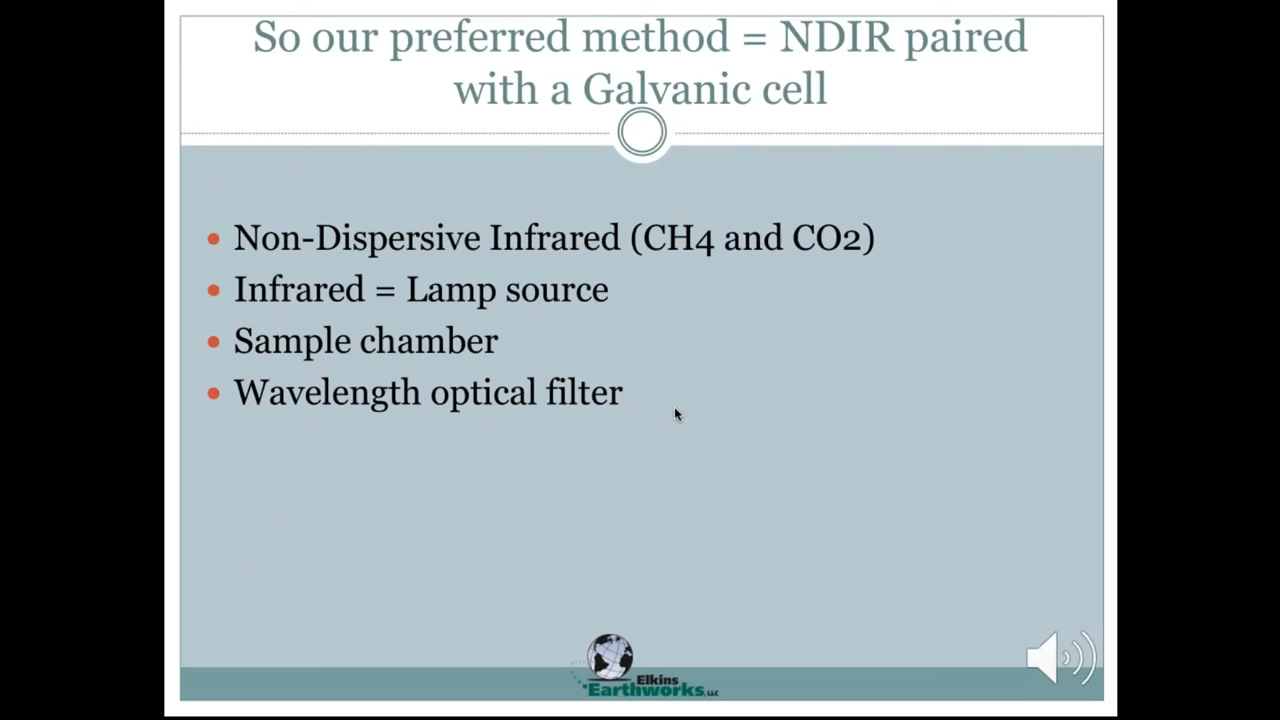 So our preferred method = NDIR paired
with a Galvanic cell
• Non-Dispersive Infrared (CH4 and CO2)
• Infrared = Lamp source
• Sample chamber
• Wavelength optical filter
Elkins
Earthworks, LLC